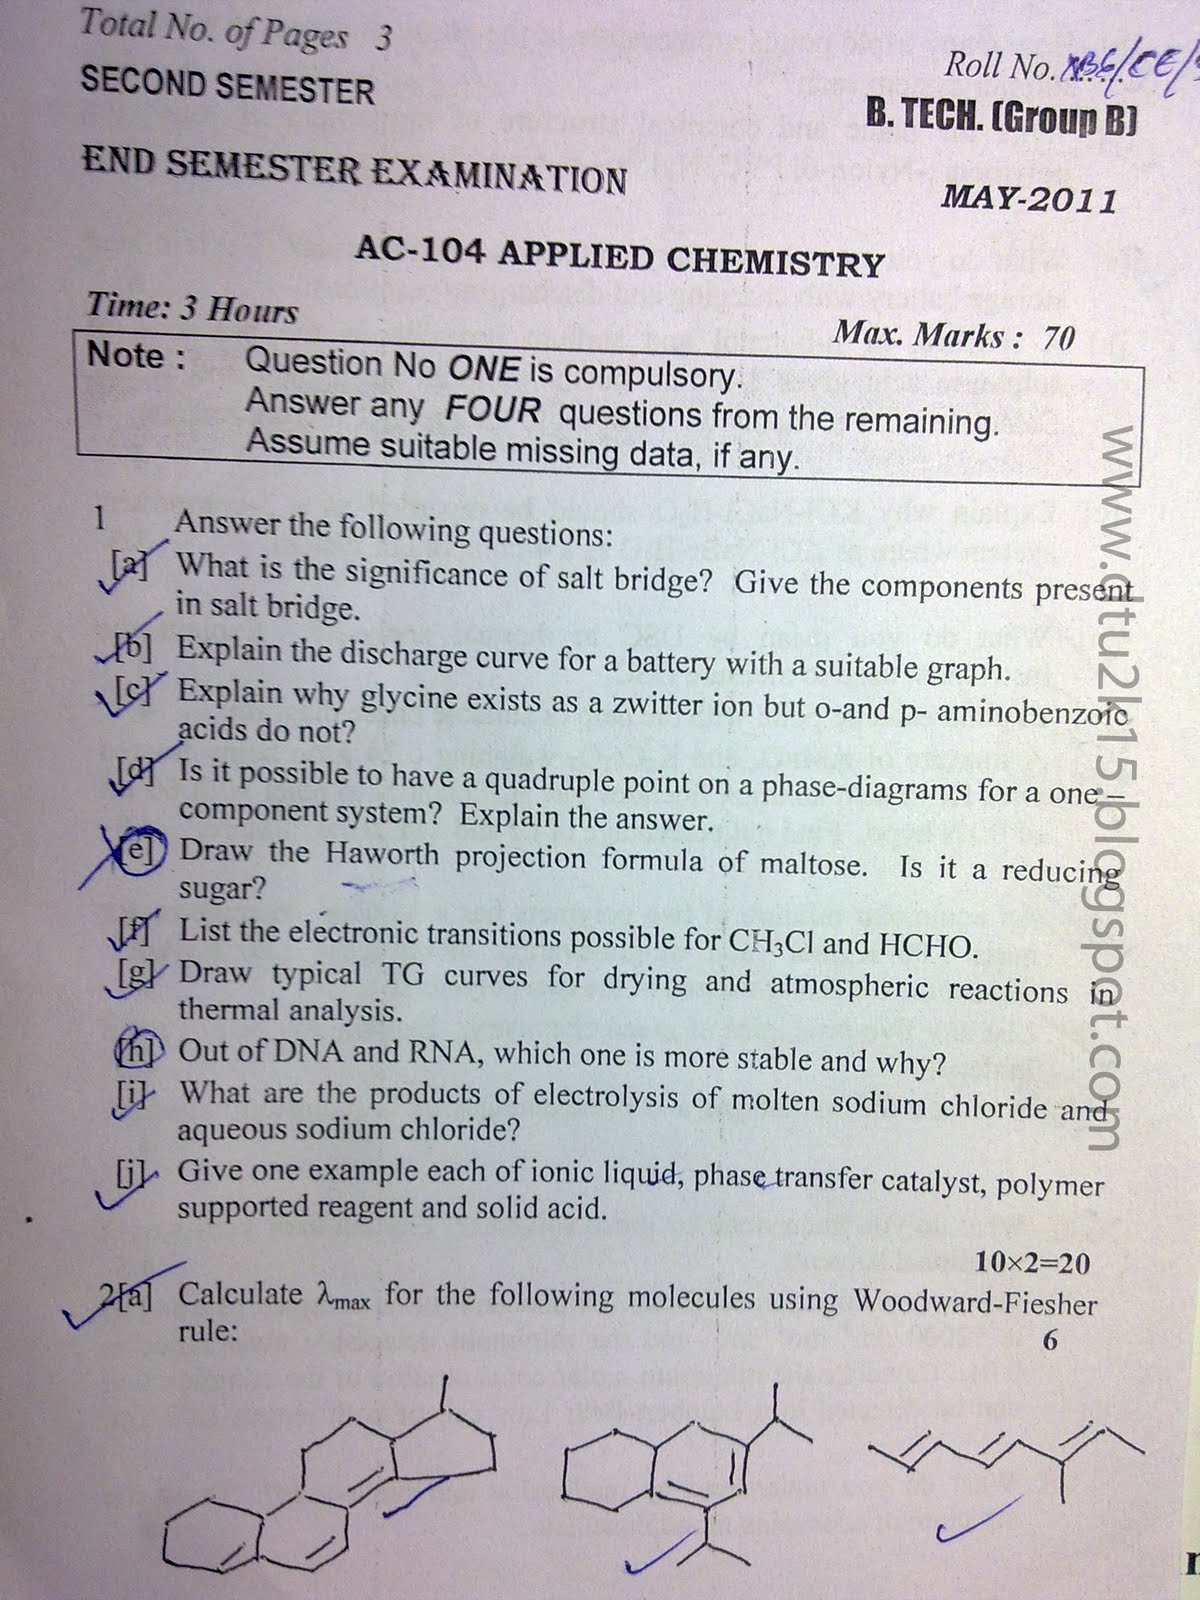 Total No. of Pages 3
Roll No.
SECOND SEMESTER
B. TECH. (Group B)
END SEMESTER EXAMINATION
MAY-2011
AC-104 APPLIED CHEMISTRY
Time: 3 Hours
Max. Marks : 70
Note : Question No ONE is compulsory.
Answer any FOUR questions from the remaining.
Assume suitable missing data, if any.
1 Answer the following questions:
[a] What is the significance of salt bridge? Give the components present
in salt bridge.
[b] Explain the discharge curve for a battery with a suitable graph.
[c] Explain why glycine exists as a zwitter ion but o-and p- aminobenzoic
acids do not?
[d] Is it possible to have a quadruple point on a phase-diagrams for a one –
component system? Explain the answer.
[e] Draw the Haworth projection formula of maltose. Is it a reducing
sugar?
[f] List the electronic transitions possible for CH₃Cl and HCHO.
[g] Draw typical TG curves for drying and atmospheric reactions in
thermal analysis.
[h] Out of DNA and RNA, which one is more stable and why?
[i] What are the products of electrolysis of molten sodium chloride and
aqueous sodium chloride?
[j] Give one example each of ionic liquid, phase transfer catalyst, polymer
supported reagent and solid acid.
10×2=20
2[a] Calculate λmax for the following molecules using Woodward-Fiesher
rule:
6
www.dtu2k15.blogspot.com